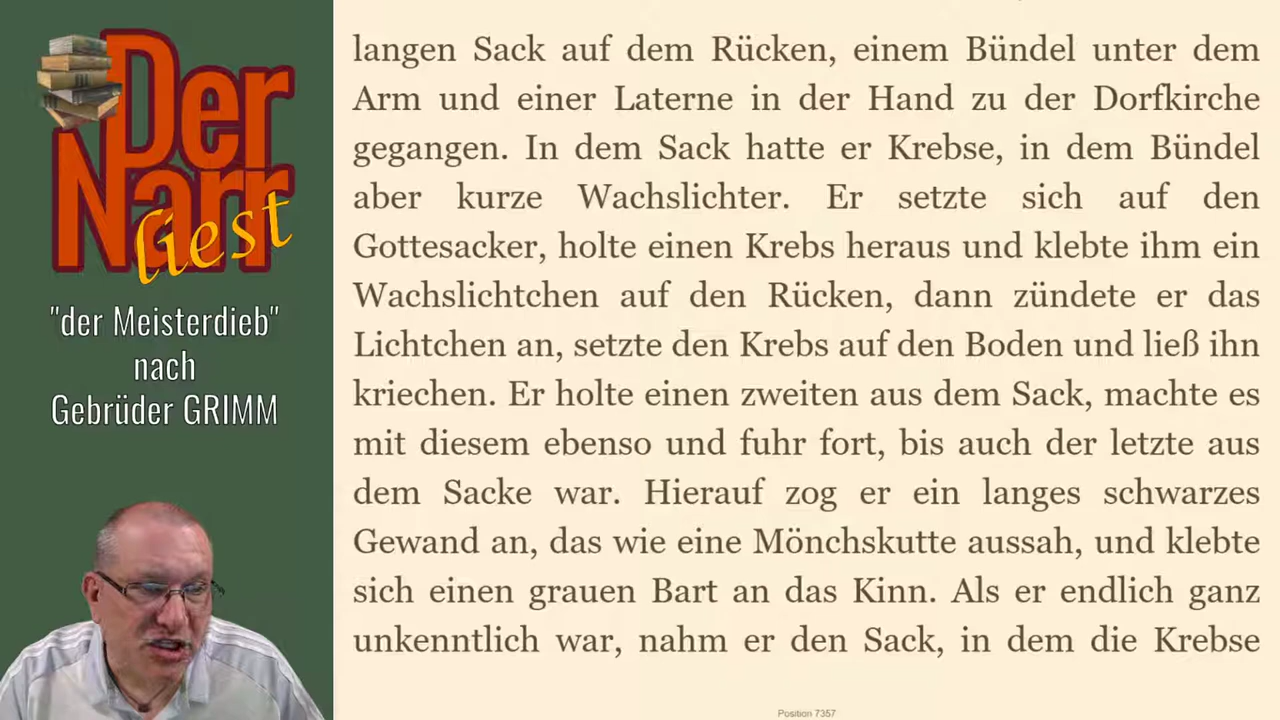 Der
Narr
liest
"der Meisterdieb"
nach
Gebrüder GRIMM
langen Sack auf dem Rücken, einem Bündel unter dem
Arm und einer Laterne in der Hand zu der Dorfkirche
gegangen. In dem Sack hatte er Krebse, in dem Bündel
aber kurze Wachslichter. Er setzte sich auf den
Gottesacker, holte einen Krebs heraus und klebte ihm ein
Wachslichtchen auf den Rücken, dann zündete er das
Lichtchen an, setzte den Krebs auf den Boden und ließ ihn
kriechen. Er holte einen zweiten aus dem Sack, machte es
mit diesem ebenso und fuhr fort, bis auch der letzte aus
dem Sacke war. Hierauf zog er ein langes schwarzes
Gewand an, das wie eine Mönchskutte aussah, und klebte
sich einen grauen Bart an das Kinn. Als er endlich ganz
unkenntlich war, nahm er den Sack, in dem die Krebse
Position 7357